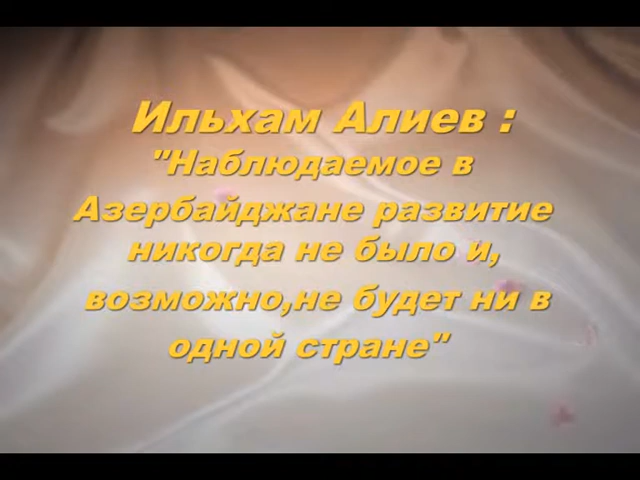 Ильхам Алиев :
"Наблюдаемое в
Азербайджане развитие
никогда не было и,
возможно,не будет ни в
одной стране"